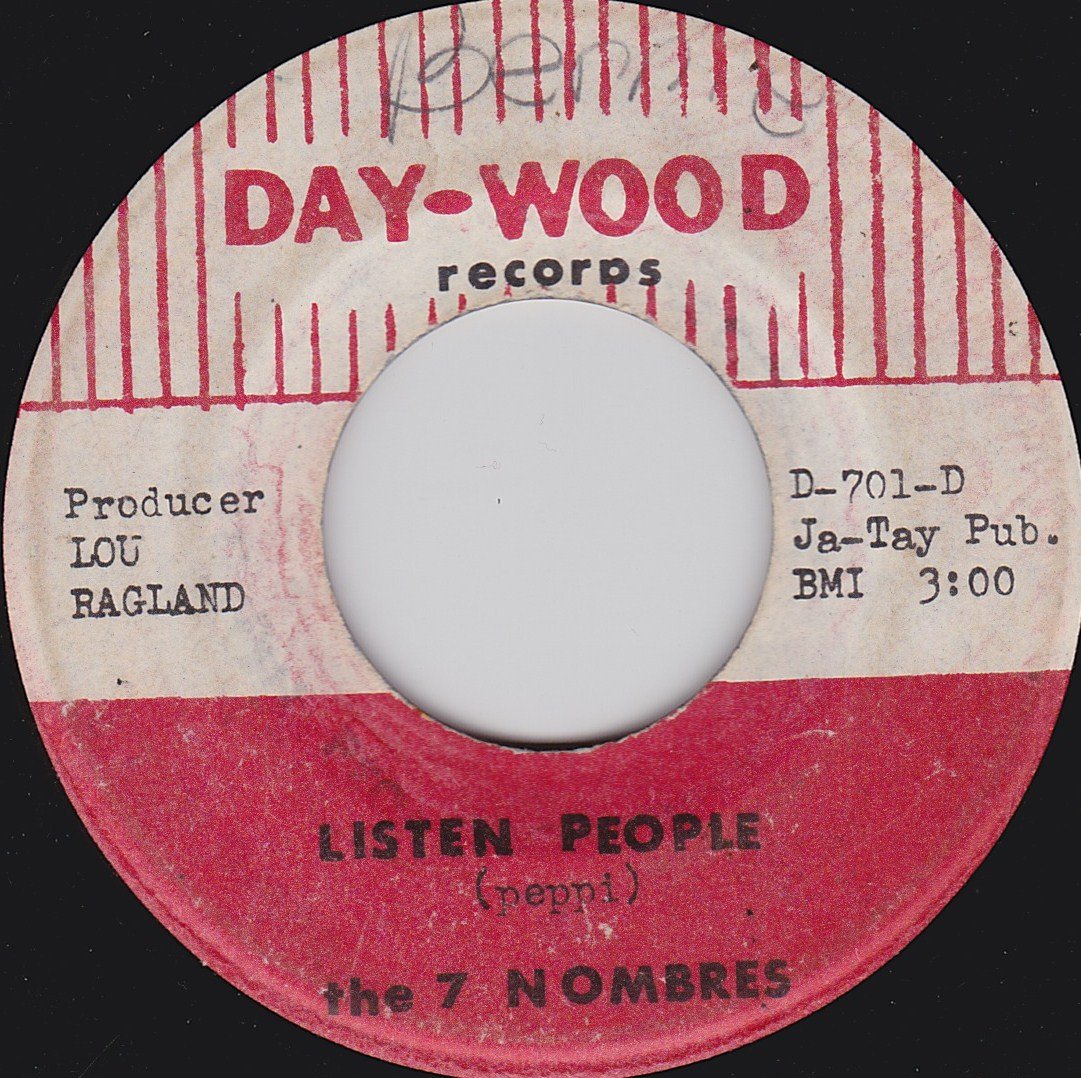 DAY-WOOD
records
Producer
LOU
RAGLAND
D-701-D
Ja-Tay Pub.
BMI 3:00
LISTEN PEOPLE
(peppi)
the 7 NOMBRES